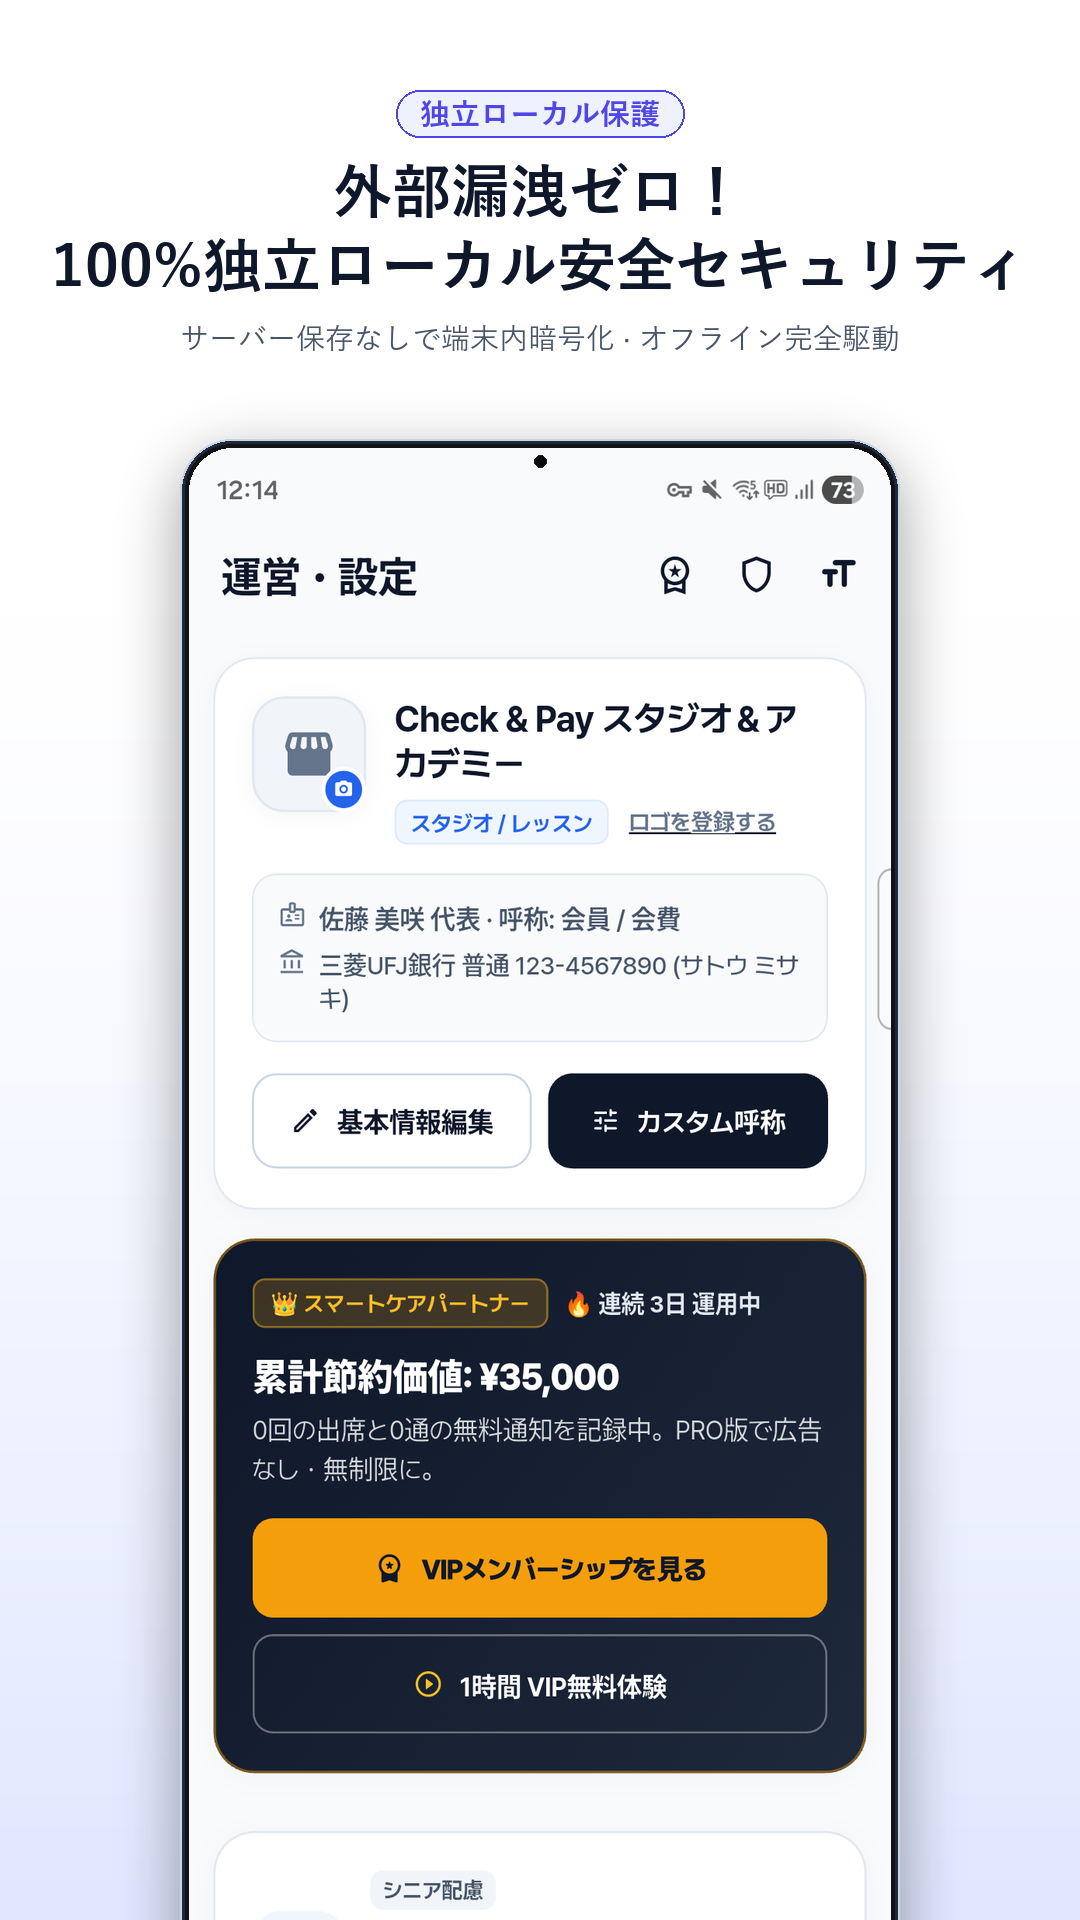 独立ローカル保護
外部漏洩ゼロ！
100%独立ローカル安全セキュリティ
サーバー保存なしで端末内暗号化 · オフライン完全駆動
12:14
5
HD
73
運営・設定
Check & Pay スタジオ & ア
カデミー
スタジオ / レッスン
ロゴを登録する
佐藤 美咲 代表 · 呼称: 会員 / 会費
三菱UFJ銀行 普通 123-4567890 (サトウ ミサ
キ)
基本情報編集
カスタム呼称
👑 スマートケアパートナー
🔥 連続 3日 運用中
累計節約価値: ¥35,000
0回の出席と0通の無料通知を記録中。PRO版で広告
なし・無制限に。
VIPメンバーシップを見る
1時間 VIP無料体験
シニア配慮